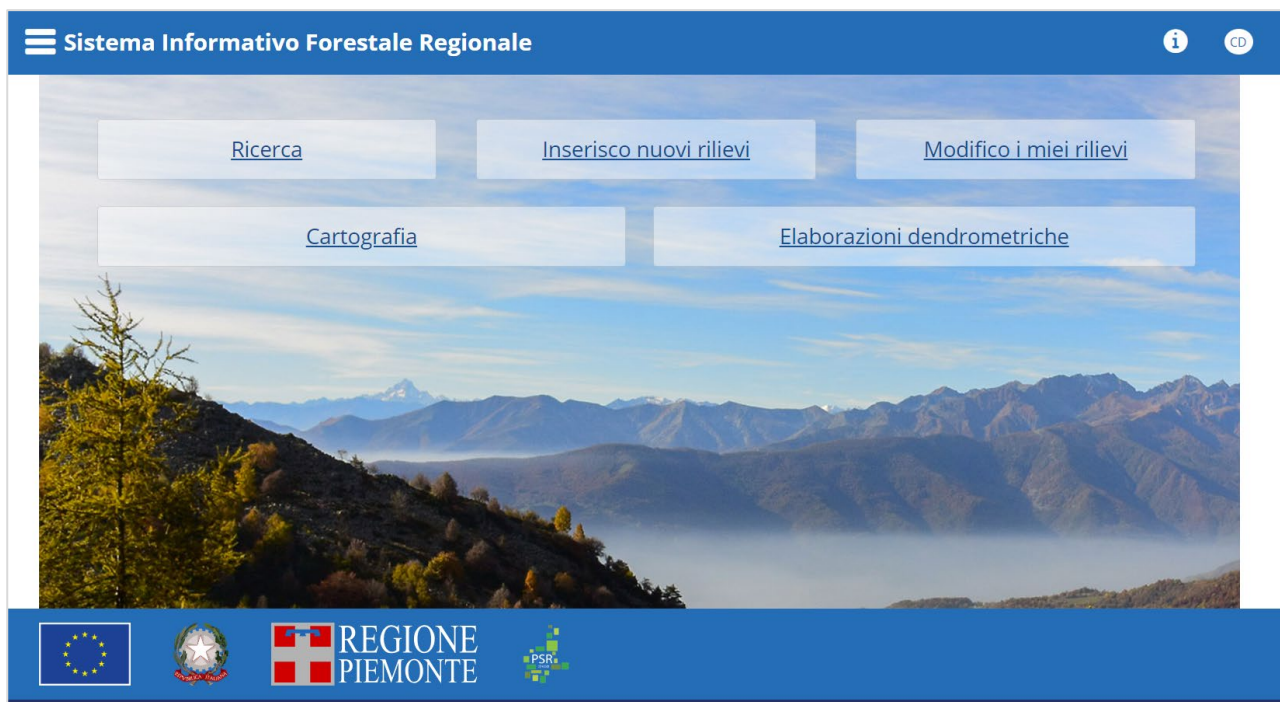 Sistema Informativo Forestale Regionale
i
CD
Ricerca
Inserisco nuovi rilievi
Modifico i miei rilievi
Cartografia
Elaborazioni dendrometriche
REGIONE
PIEMONTE
PSR